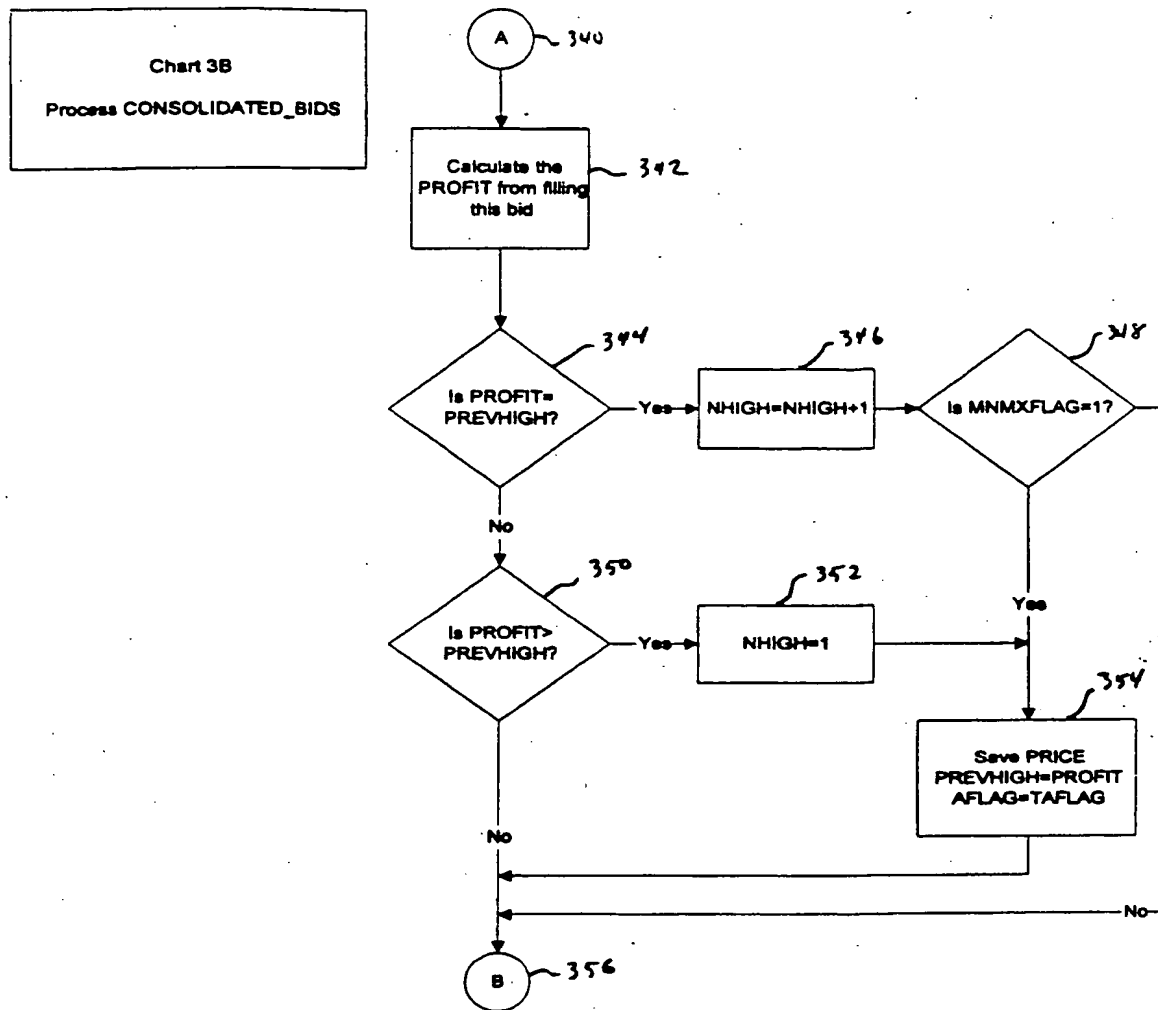 Chart 3B
Process CONSOLIDATED_BIDS
A
340
Calculate the
PROFIT from filling
this bid
342
Is PROFIT=
PREVHIGH?
344
Yes
NHIGH=NHIGH+1
346
Is MNMXFLAG=1?
348
No
Yes
Is PROFIT>
PREVHIGH?
350
Yes
NHIGH=1
352
Save PRICE
PREVHIGH=PROFIT
AFLAG=TAFLAG
354
No
No
B
356